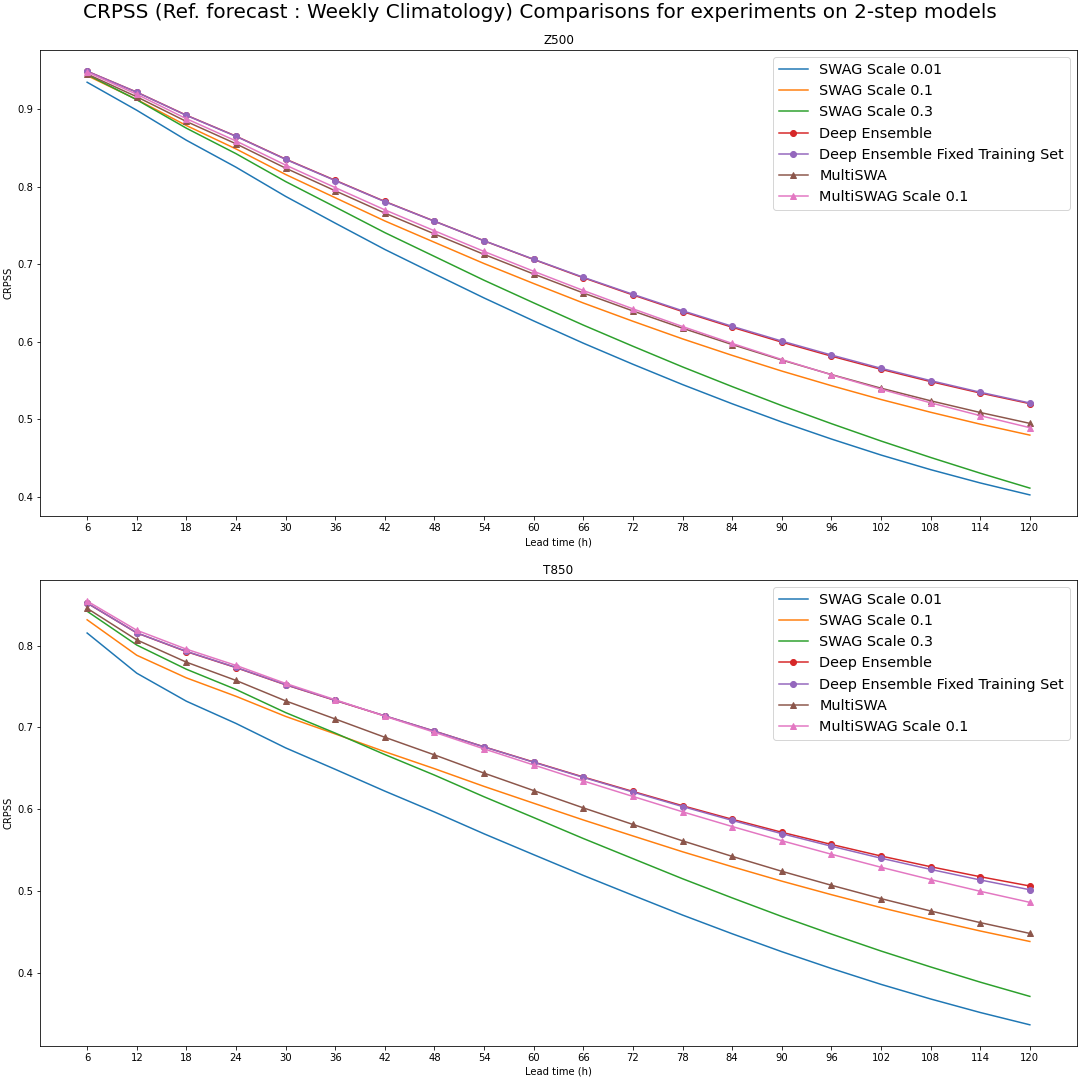 CRPSS (Ref. forecast : Weekly Climatology) Comparisons for experiments on 2-step models
Z500
SWAG Scale 0.01
SWAG Scale 0.1
SWAG Scale 0.3
Deep Ensemble
Deep Ensemble Fixed Training Set
MultiSWA
MultiSWAG Scale 0.1
CRPSS
0.9
0.8
0.7
0.6
0.5
0.4
6 12 18 24 30 36 42 48 54 60 66 72 78 84 90 96 102 108 114 120
Lead time (h)
T850
SWAG Scale 0.01
SWAG Scale 0.1
SWAG Scale 0.3
Deep Ensemble
Deep Ensemble Fixed Training Set
MultiSWA
MultiSWAG Scale 0.1
CRPSS
0.8
0.7
0.6
0.5
0.4
6 12 18 24 30 36 42 48 54 60 66 72 78 84 90 96 102 108 114 120
Lead time (h)